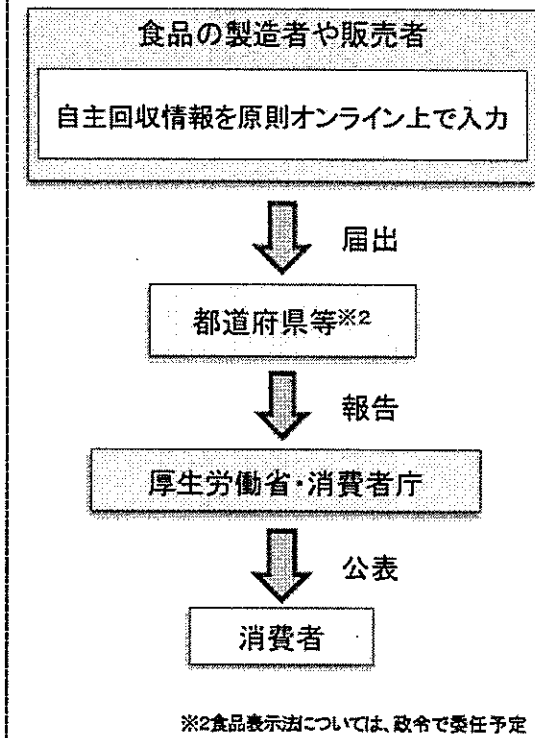 食品の製造者や販売者
自主回収情報を原則オンライン上で入力
届出
都道府県等※2
報告
厚生労働省・消費者庁
公表
消費者
※2食品表示法については、政令で委任予定